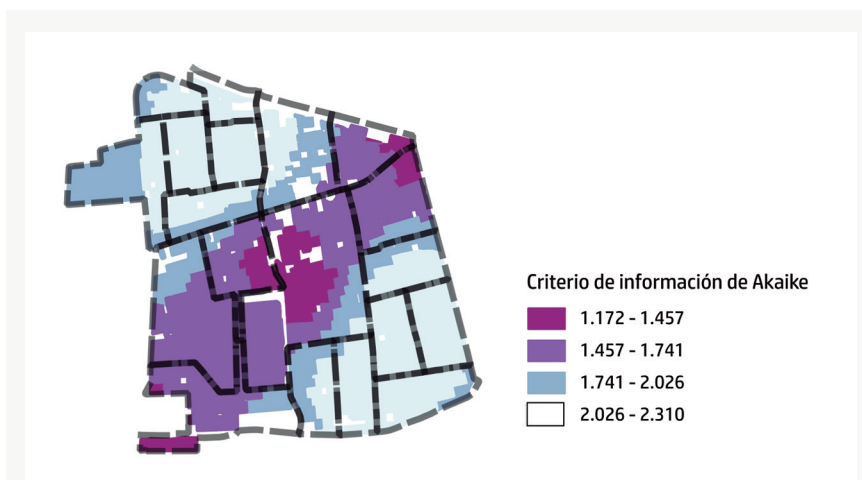 Criterio de información de Akaike
1.172 - 1.457
1.457 - 1.741
1.741 - 2.026
2.026 - 2.310